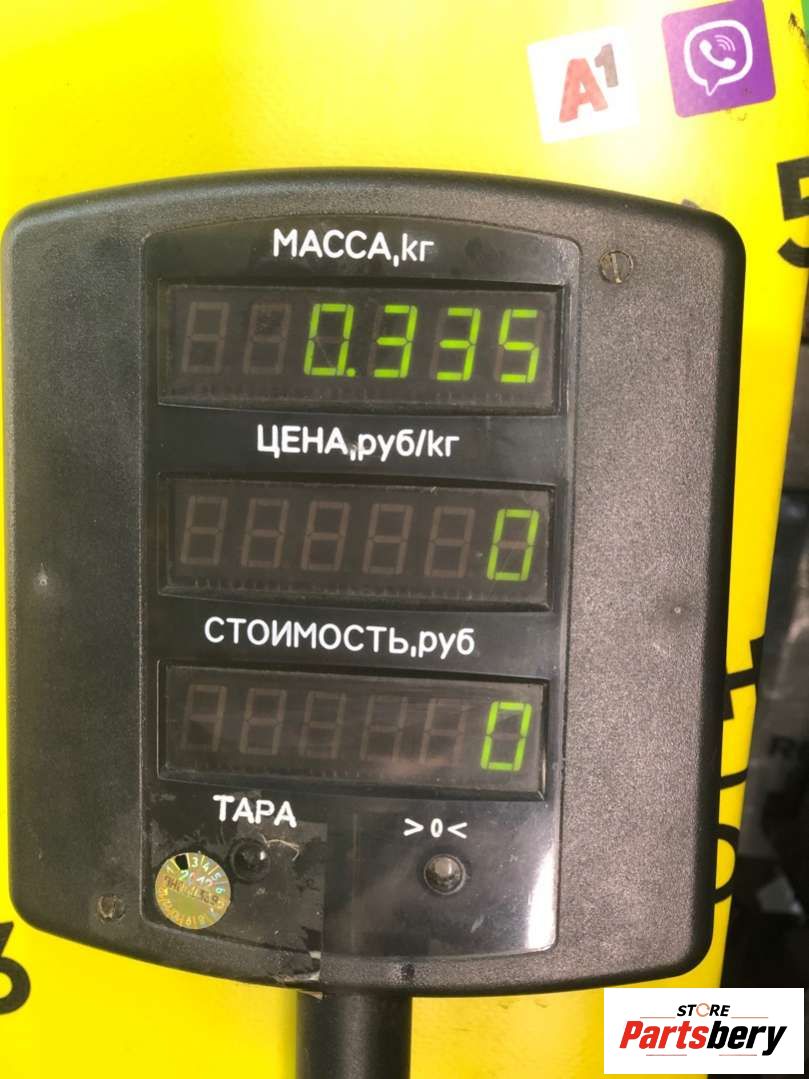 A1
МАССА,кг
0.335
ЦЕНА,руб/кг
0
СТОИМОСТЬ,руб
0
ТАРА
>0<
STORE
Partsbery